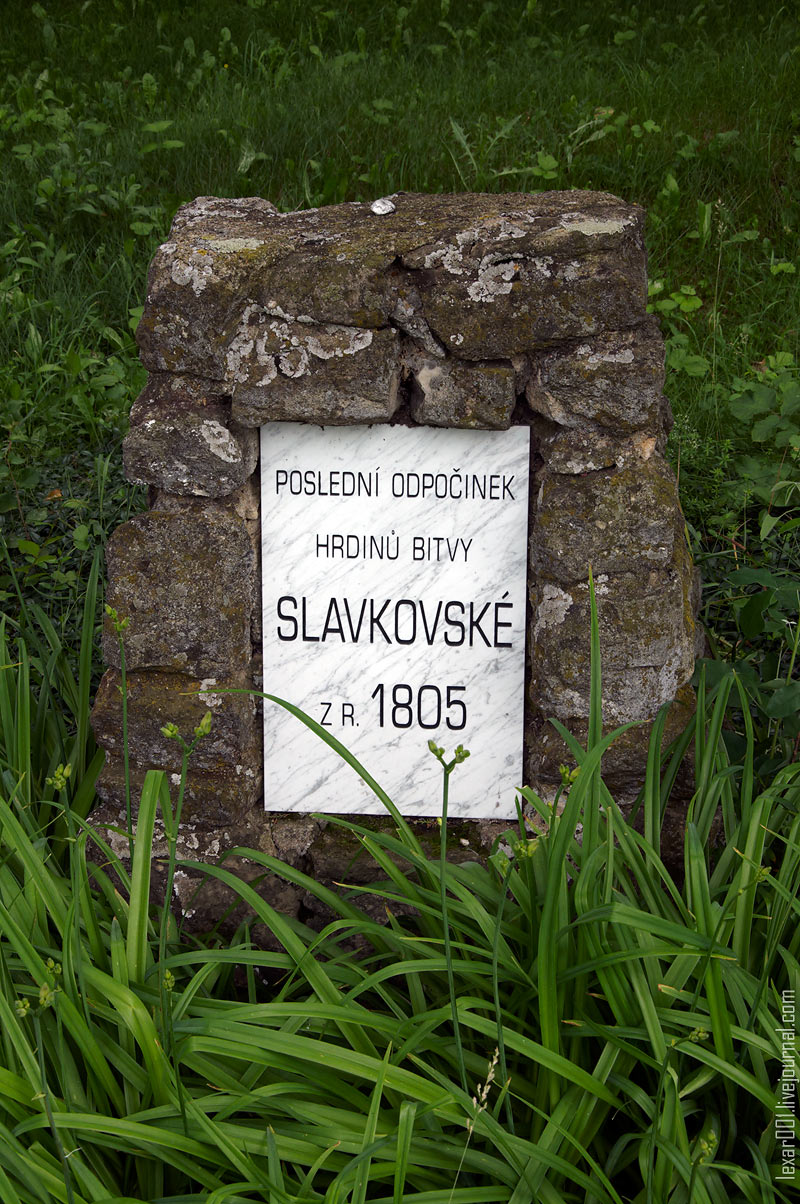 POSLEDNÍ ODPOČINEK
HRDINŮ BITVY
SLAVKOVSKÉ
Z R. 1805
lexar001.livejournal.com